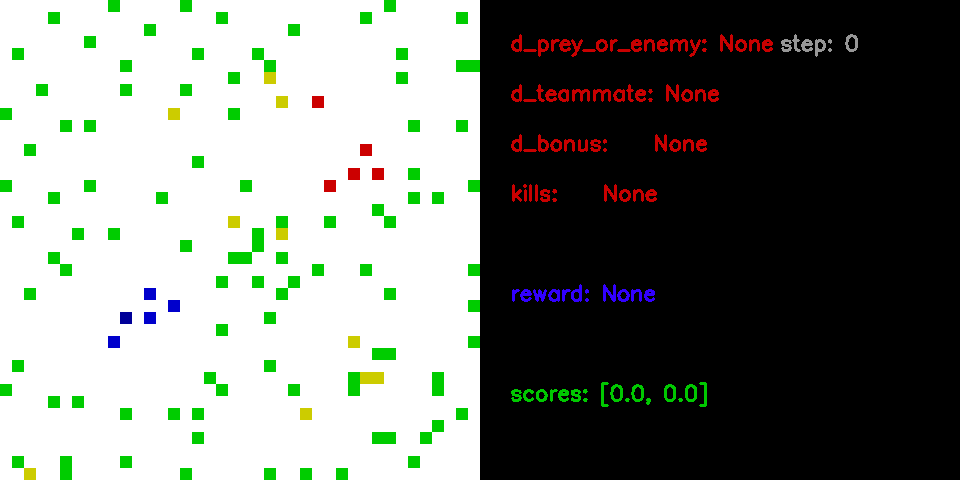 d_prey_or_enemy: None step: 0
d_teammate: None
d_bonus: None
kills: None
reward: None
scores: [0.0, 0.0]